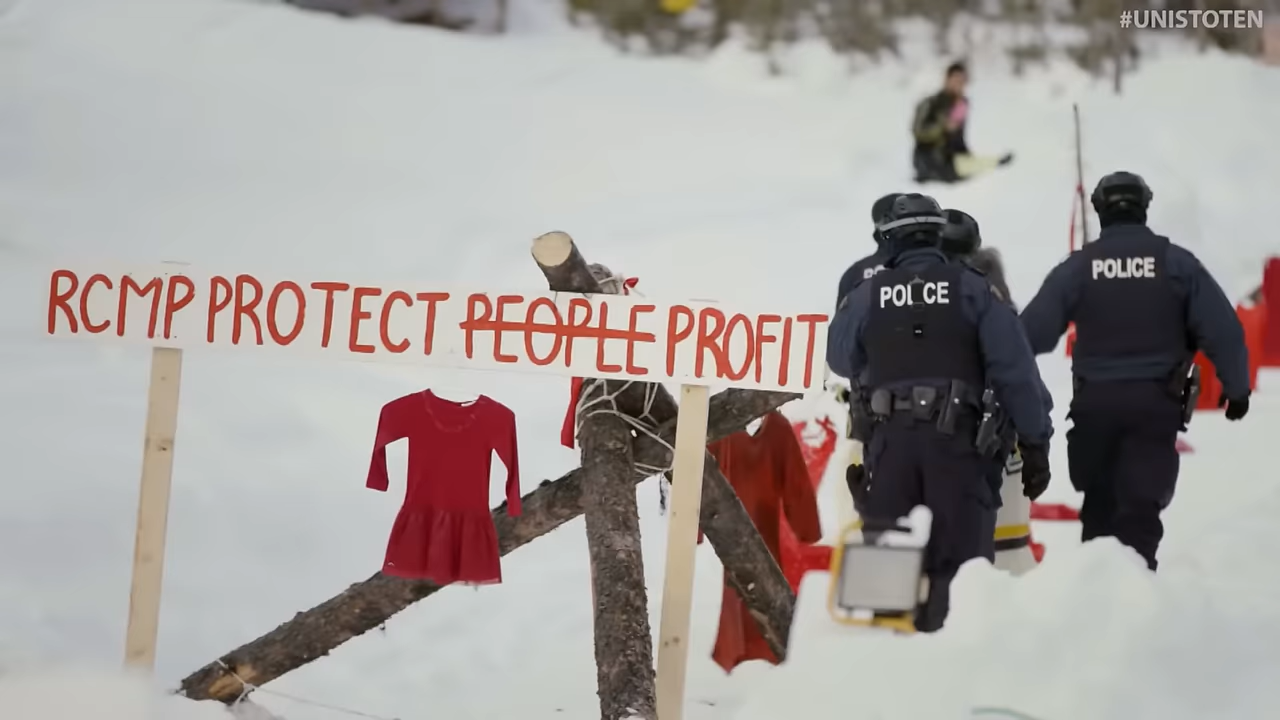 #UNISTOTEN
RCMP PROTECT PEOPLE PROFIT
POLICE
POLICE